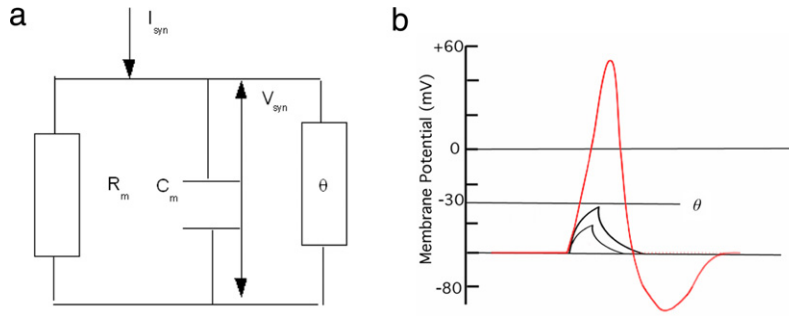 a
I_syn
R_m
C_m
V_syn
θ
b
Membrane Potential (mV)
+60
0
-30
θ
-80